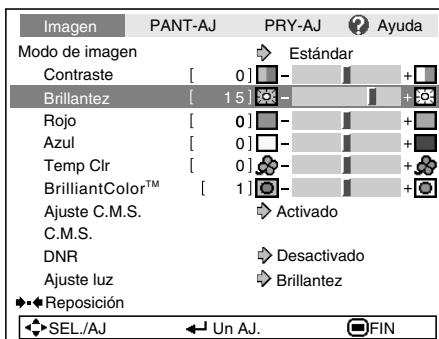 Imagen PANT-AJ PRY-AJ ? Ayuda
Modo de imagen Estándar
Contraste [ 0] - +
Brillantez [ 15] - +
Rojo [ 0] - +
Azul [ 0] - +
Temp Clr [ 0] - +
BrilliantColor™ [ 1] - +
Ajuste C.M.S. Activado
C.M.S.
DNR Desactivado
Ajuste luz Brillantez
Reposición
SEL./AJ Un AJ. FIN